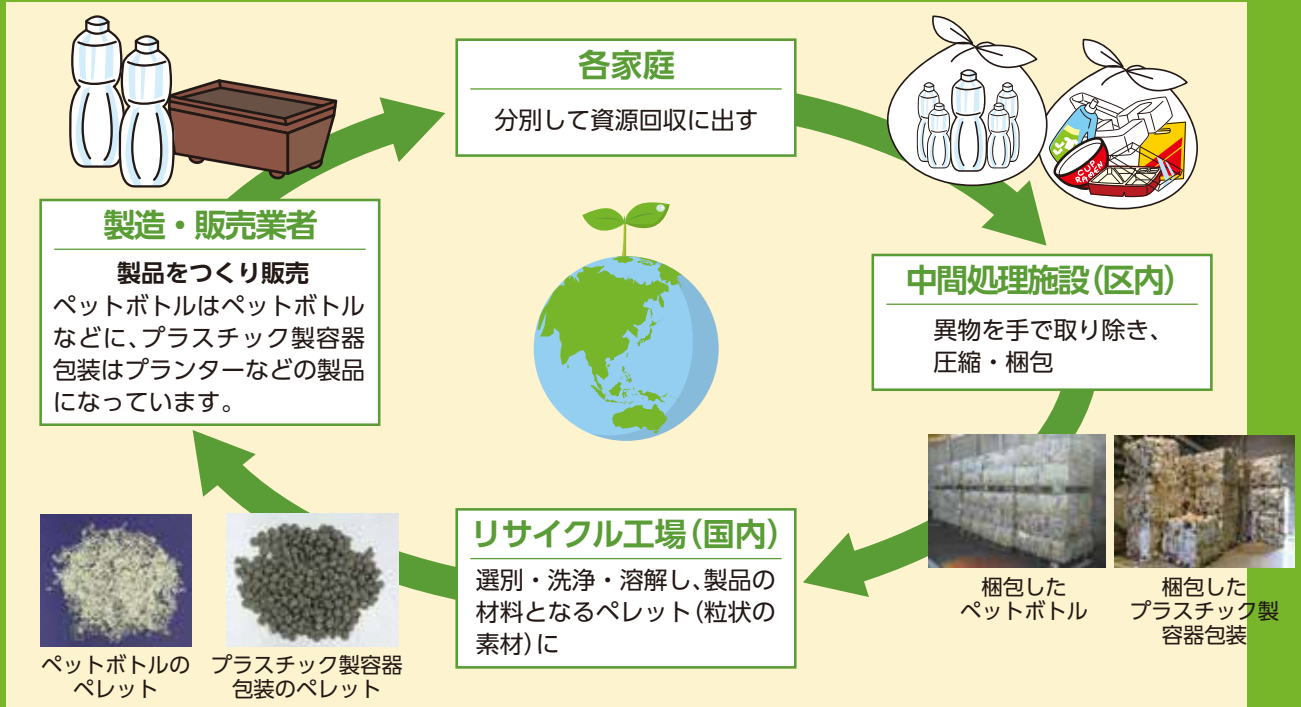 各家庭
分別して資源回収に出す
CUP
RAMEN
製造・販売業者
製品をつくり販売
ペットボトルはペットボトル
などに、プラスチック製容器
包装はプランターなどの製品
になっています。
中間処理施設(区内)
異物を手で取り除き、
圧縮・梱包
梱包した
ペットボトル
梱包した
プラスチック製
容器包装
リサイクル工場(国内)
選別・洗浄・溶解し、製品の
材料となるペレット(粒状の
素材)に
ペットボトルの
ペレット
プラスチック製容器
包装のペレット